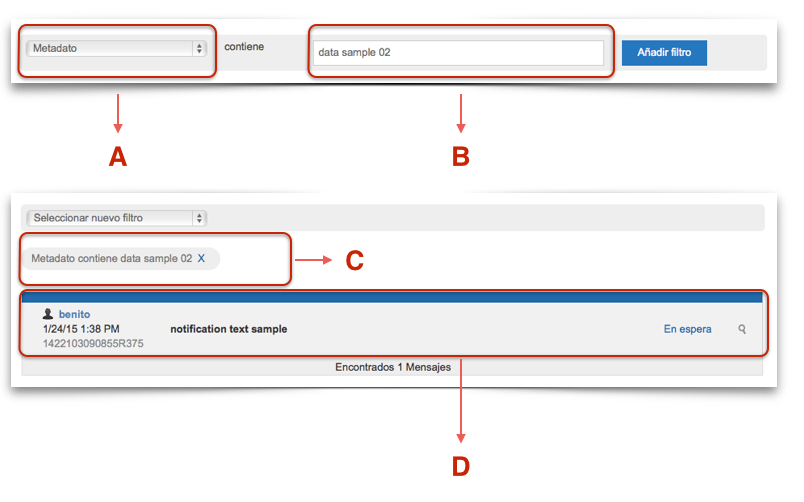 Metadato contiene data sample 02 Añadir filtro
A B
Seleccionar nuevo filtro
Metadato contiene data sample 02 X
C
benito
1/24/15 1:38 PM notification text sample En espera
1422103090855R375
Encontrados 1 Mensajes
D